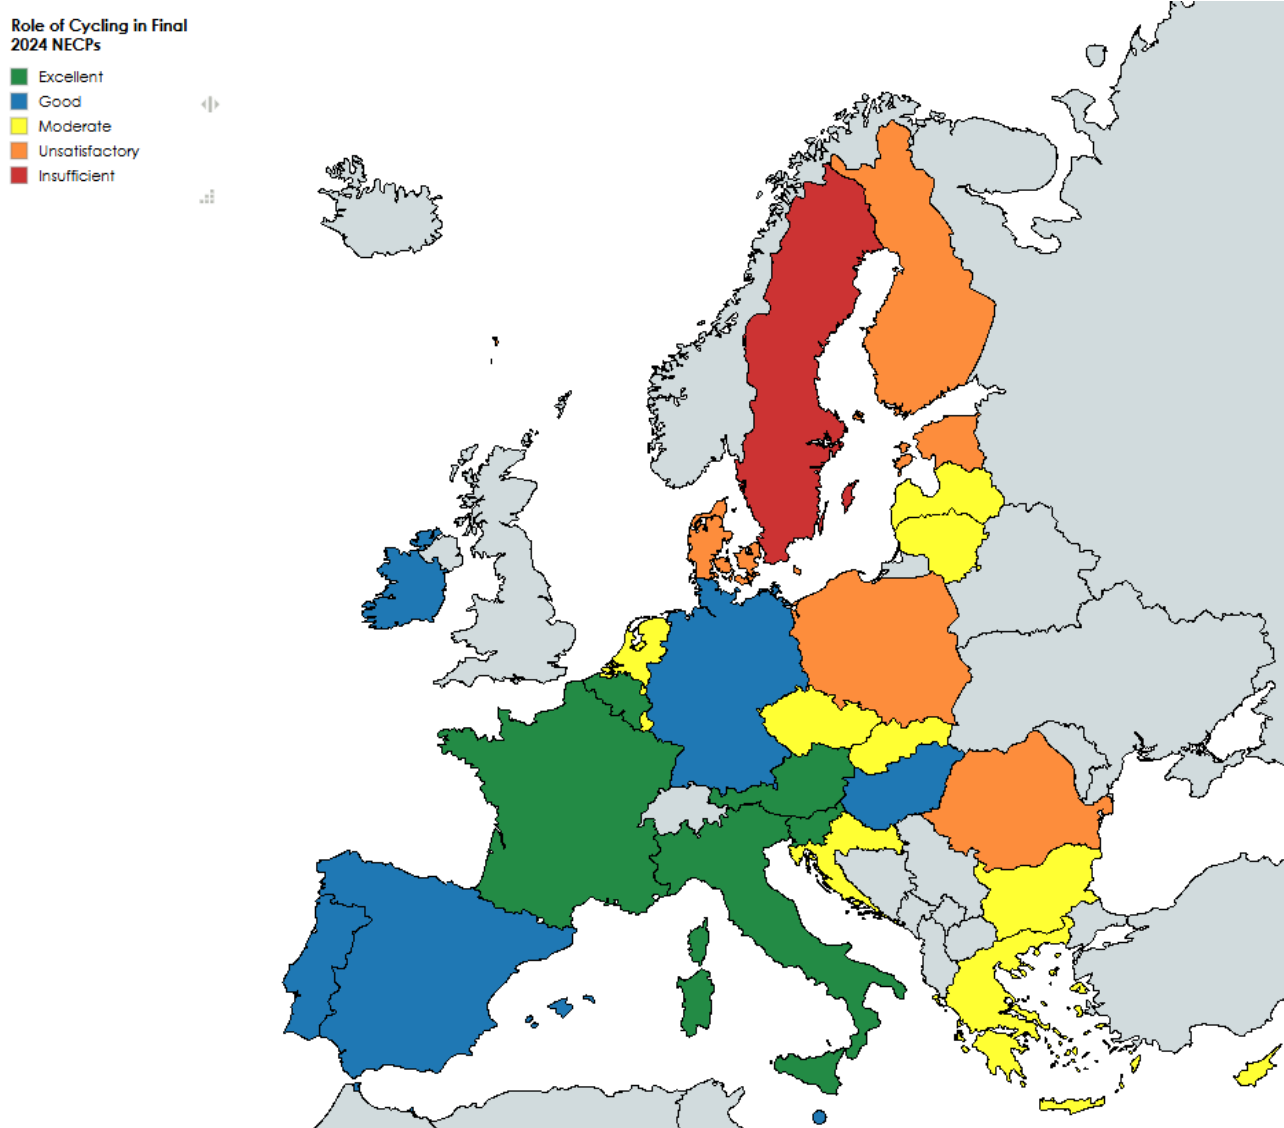 Role of Cycling in Final
2024 NECPs
Excellent
Good
Moderate
Unsatisfactory
Insufficient